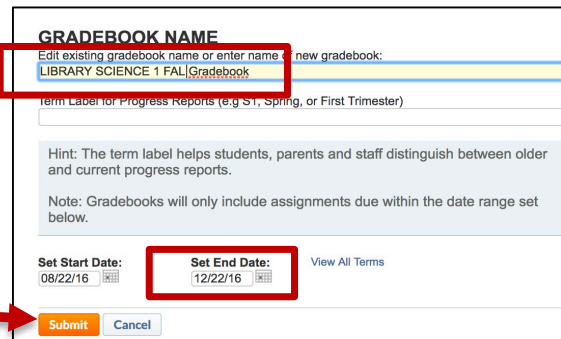 GRADEBOOK NAME
Edit existing gradebook name or enter name of new gradebook:
LIBRARY SCIENCE 1 FAL Gradebook
Term Label for Progress Reports (e.g S1, Spring, or First Trimester)
Hint: The term label helps students, parents and staff distinguish between older
and current progress reports.
Note: Gradebooks will only include assignments due within the date range set
below.
Set Start Date: Set End Date: View All Terms
08/22/16 12/22/16
Submit Cancel